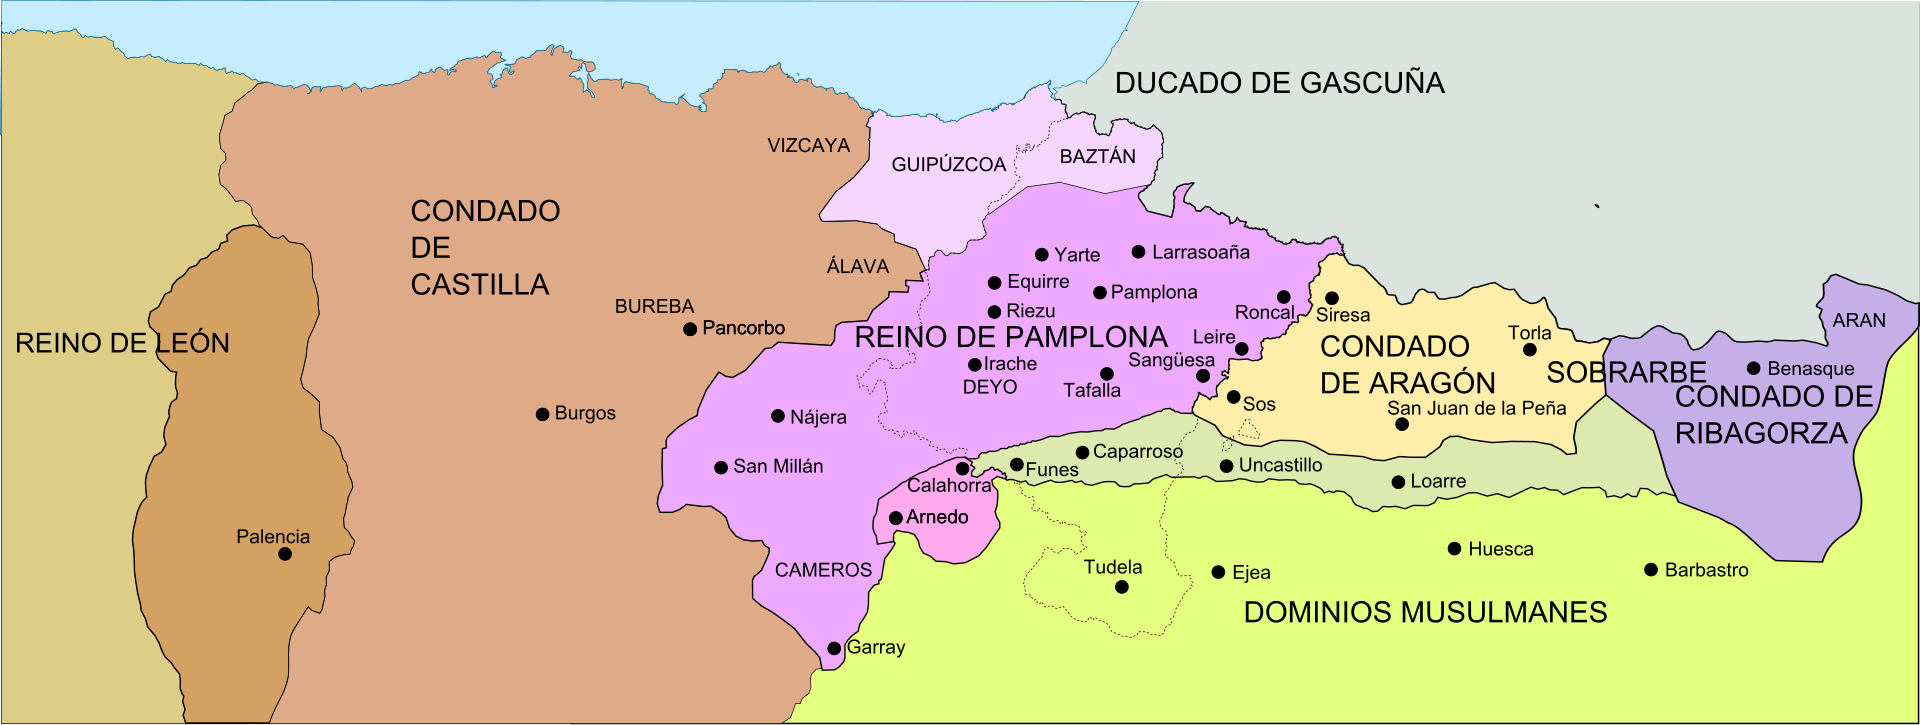 DUCADO DE GASCUÑA
VIZCAYA
GUIPÚZCOA
BAZTÁN
CONDADO
DE
CASTILLA
ÁLAVA
BUREBA
Pancorbo
REINO DE LEÓN
Yarte
Larrasoaña
Equirre
Pamplona
Riezu
Roncal
Siresa
REINO DE PAMPLONA
Leire
Sangüesa
Irache
DEYO
Tafalla
CONDADO
DE ARAGÓN
Torla
SOBRARBE
ARAN
Benasque
CONDADO DE
RIBAGORZA
Sos
San Juan de la Peña
Burgos
Nájera
San Millán
Caparroso
Funes
Uncastillo
Loarre
Calahorra
Arnedo
Palencia
CAMEROS
Tudela
Ejea
Huesca
Barbastro
DOMINIOS MUSULMANES
Garray